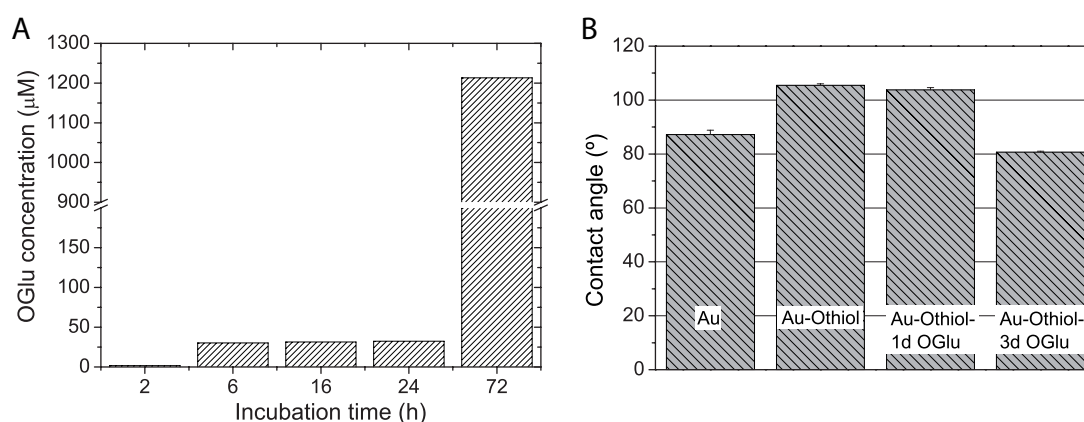 A
OGlu concentration (μM)
1300
1200
1100
1000
900
150
100
50
0
2 6 16 24 72
Incubation time (h)
B
Contact angle (º)
120
100
80
60
40
20
0
Au
Au-Othiol
Au-Othiol-
1d OGlu
Au-Othiol-
3d OGlu